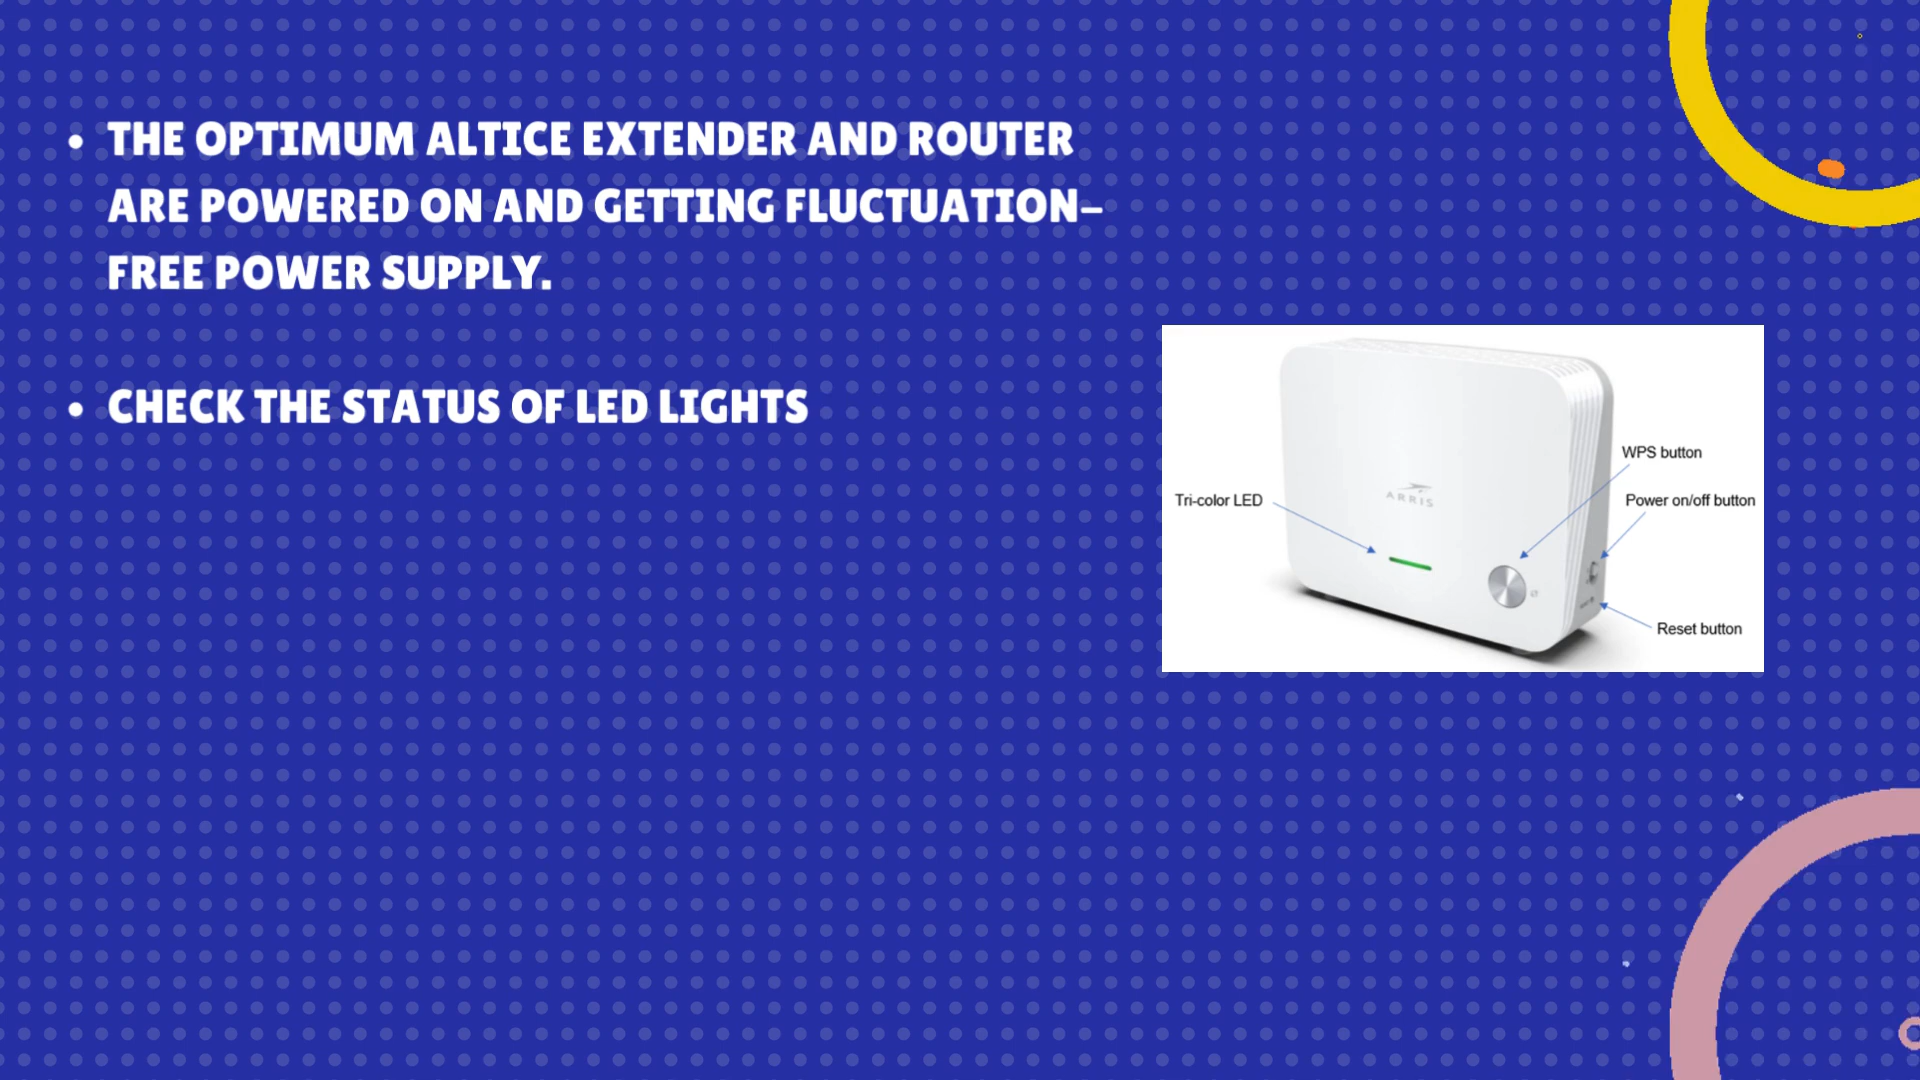 • THE OPTIMUM ALTICE EXTENDER AND ROUTER
ARE POWERED ON AND GETTING FLUCTUATION-
FREE POWER SUPPLY.
• CHECK THE STATUS OF LED LIGHTS
WPS button
Tri-color LED
ARRIS
Power on/off button
Reset button